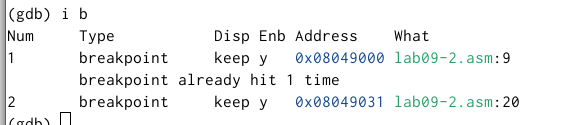 (gdb) i b
Num     Type           Disp Enb Address    What
1       breakpoint     keep y   0x08049000 lab09-2.asm:9
        breakpoint already hit 1 time
2       breakpoint     keep y   0x08049031 lab09-2.asm:20
(gdb)